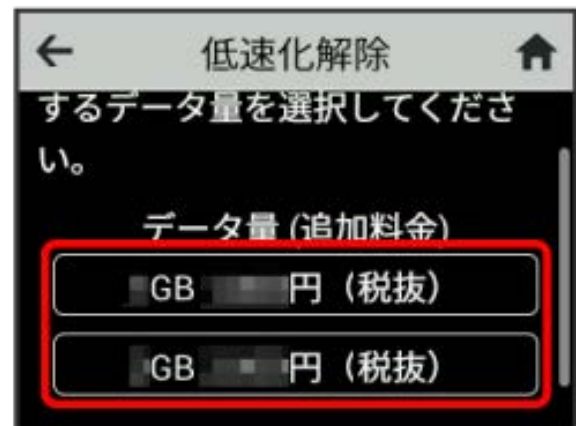 低速化解除
するデータ量を選択してくださ
い。
データ量 (追加料金)
GB 円 (税抜)
GB 円 (税抜)